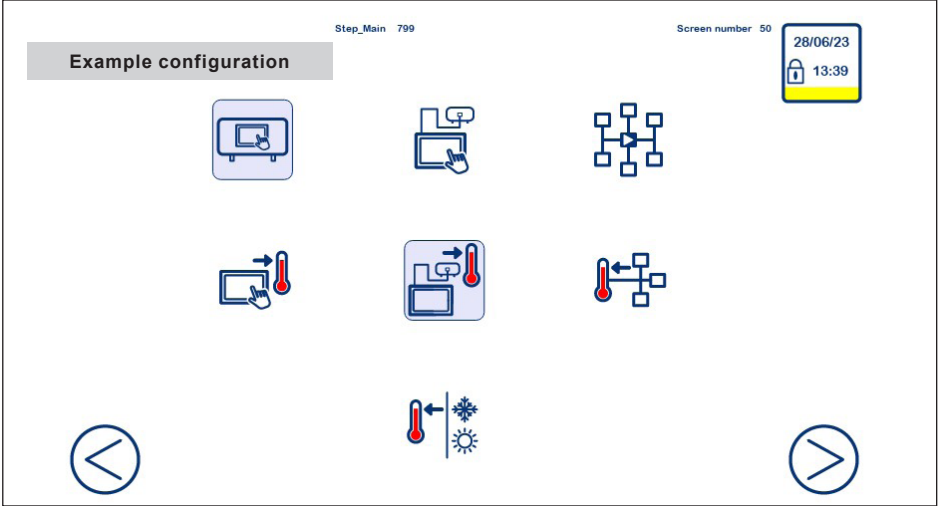 Step_Main 799
Screen number 50
Example configuration
28/06/23
13:39